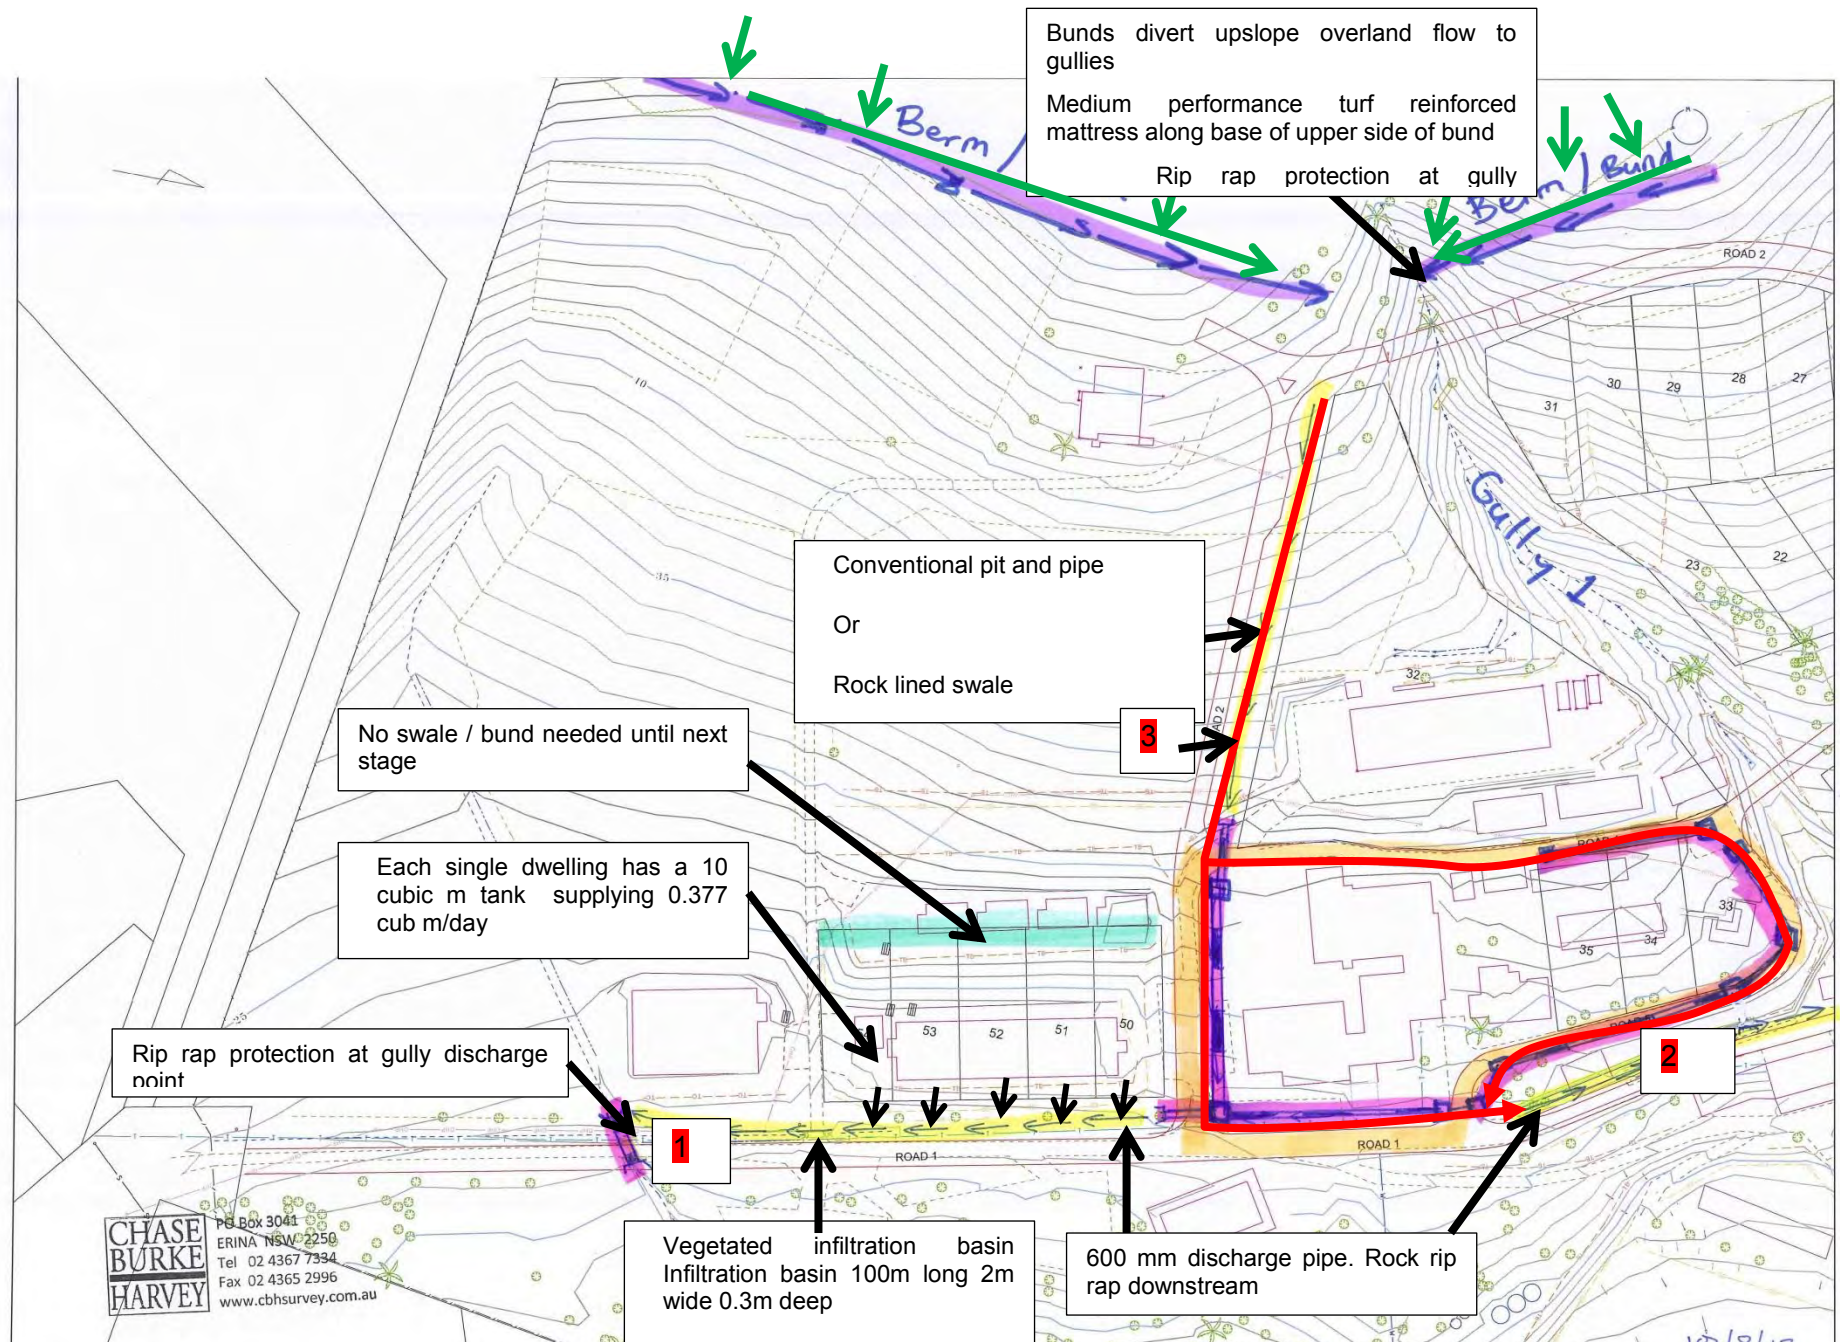 Bunds divert upslope overland flow to
gullies
Medium performance turf reinforced
mattress along base of upper side of bund
Rip rap protection at gully
Berm /
Berm / Bund
ROAD 2
30
29
28
27
31
10
Gully 1
22
23
35
Conventional pit and pipe
Or
Rock lined swale
32
3
No swale / bund needed until next
stage
Each single dwelling has a 10
cubic m tank supplying 0.377
cub m/day
33
34
35
53
52
51
50
Rip rap protection at gully discharge
point
1
2
ROAD 1
ROAD 1
Vegetated infiltration basin
Infiltration basin 100m long 2m
wide 0.3m deep
600 mm discharge pipe. Rock rip
rap downstream
CHASE
BURKE
HARVEY
PO Box 3041
ERINA NSW 2250
Tel 02 4367 7334
Fax 02 4365 2996
www.cbhsurvey.com.au